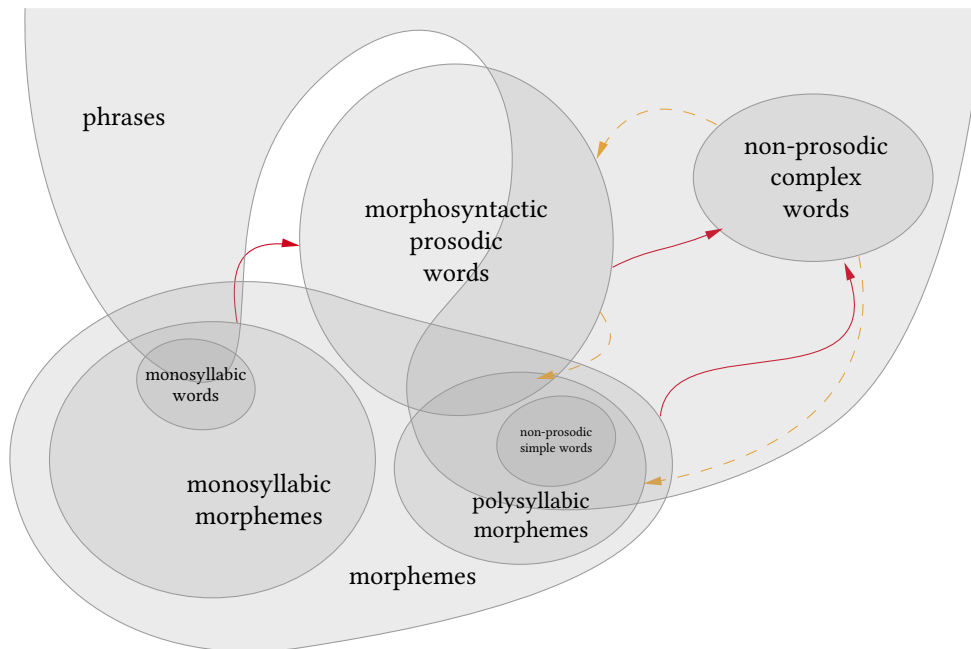 phrases
non-prosodic
complex
words
morphosyntactic
prosodic
words
monosyllabic
words
non-prosodic
simple words
monosyllabic
morphemes
polysyllabic
morphemes
morphemes